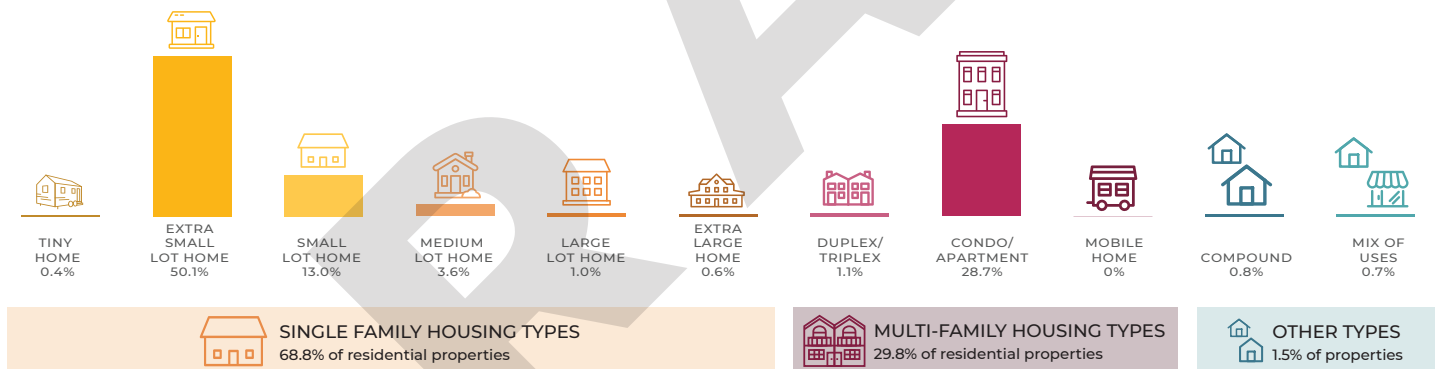 TINY
HOME
0.4%
EXTRA
SMALL
LOT HOME
50.1%
SMALL
LOT HOME
13.0%
MEDIUM
LOT HOME
3.6%
LARGE
LOT HOME
1.0%
EXTRA
LARGE
HOME
0.6%
DUPLEX/
TRIPLEX
1.1%
CONDO/
APARTMENT
28.7%
MOBILE
HOME
0%
COMPOUND
0.8%
MIX OF
USES
0.7%
SINGLE FAMILY HOUSING TYPES
68.8% of residential properties
MULTI-FAMILY HOUSING TYPES
29.8% of residential properties
OTHER TYPES
1.5% of properties